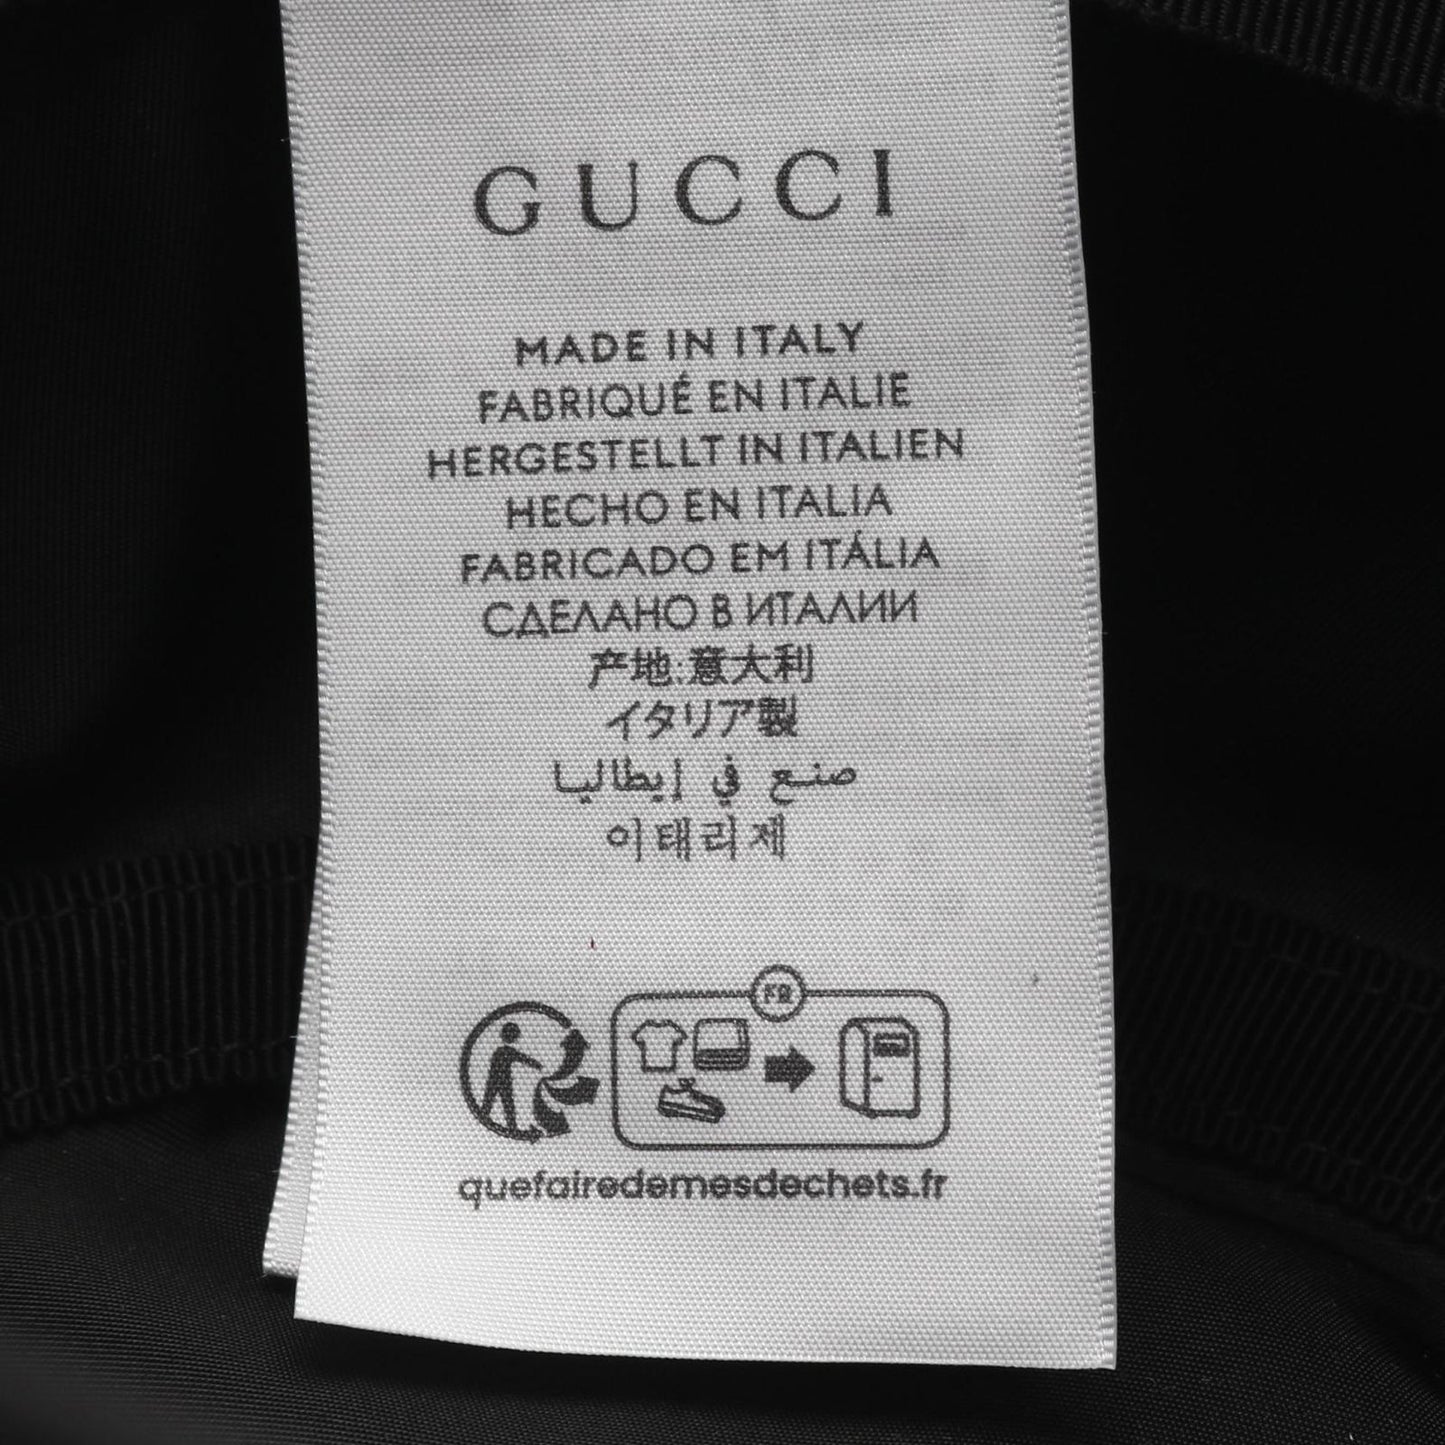 GUCCI
MADE IN ITALY
FABRIQUÉ EN ITALIE
HERGESTELLT IN ITALIEN
HECHO EN ITALIA
FABRICADO EM ITÁLIA
СДЕЛАНО В ИТАЛИИ
产地:意大利
イタリア製
صنع في إيطاليا
이태리제
FR
quefairedemesdechets.fr